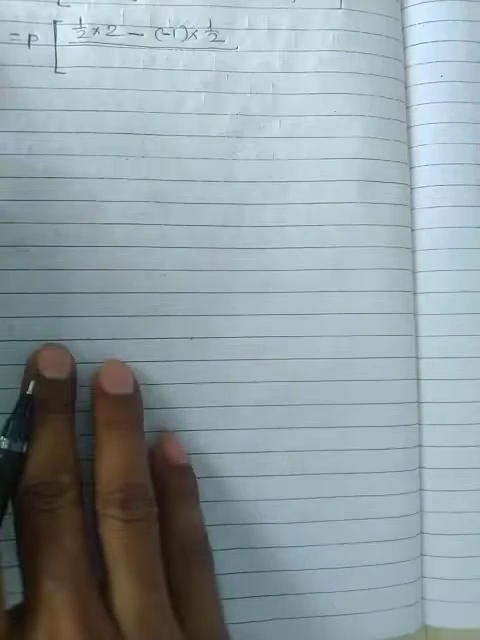 = P [ ½ × 2 − (-1) × ½